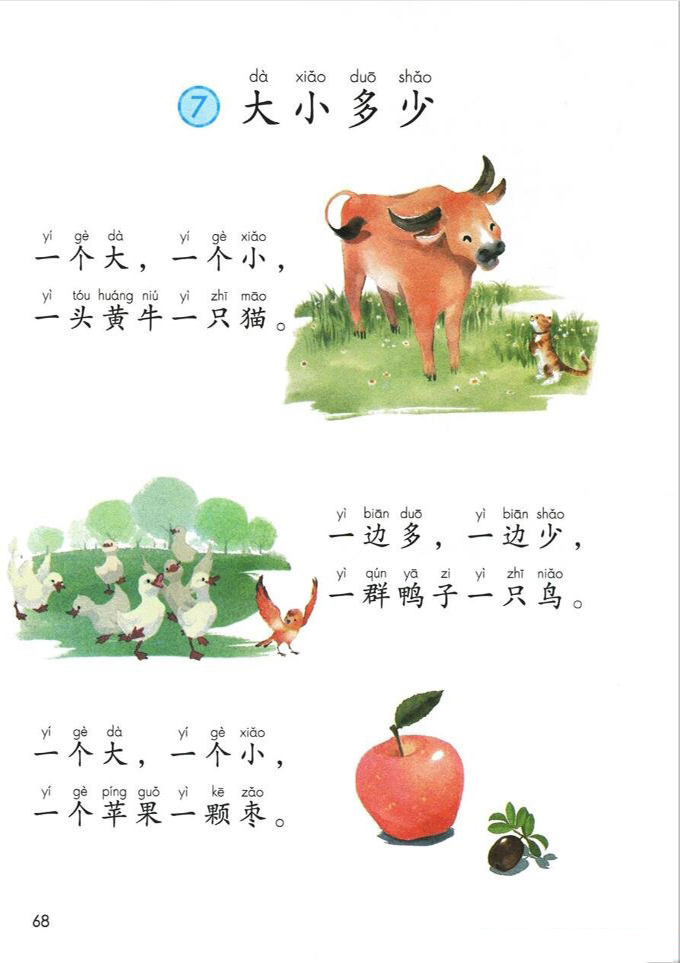 dà xiǎo duō shǎo
7 大小多少
yí gè dà yí gè xiǎo
一个大，一个小，
yì tóu huáng niú yì zhī māo
一头黄牛一只猫。
yì biān duō yì biān shǎo
一边多，一边少，
yì qún yā zi yì zhī niǎo
一群鸭子一只鸟。
yí gè dà yí gè xiǎo
一个大，一个小，
yí gè píng guǒ yì kē zǎo
一个苹果一颗枣。
68